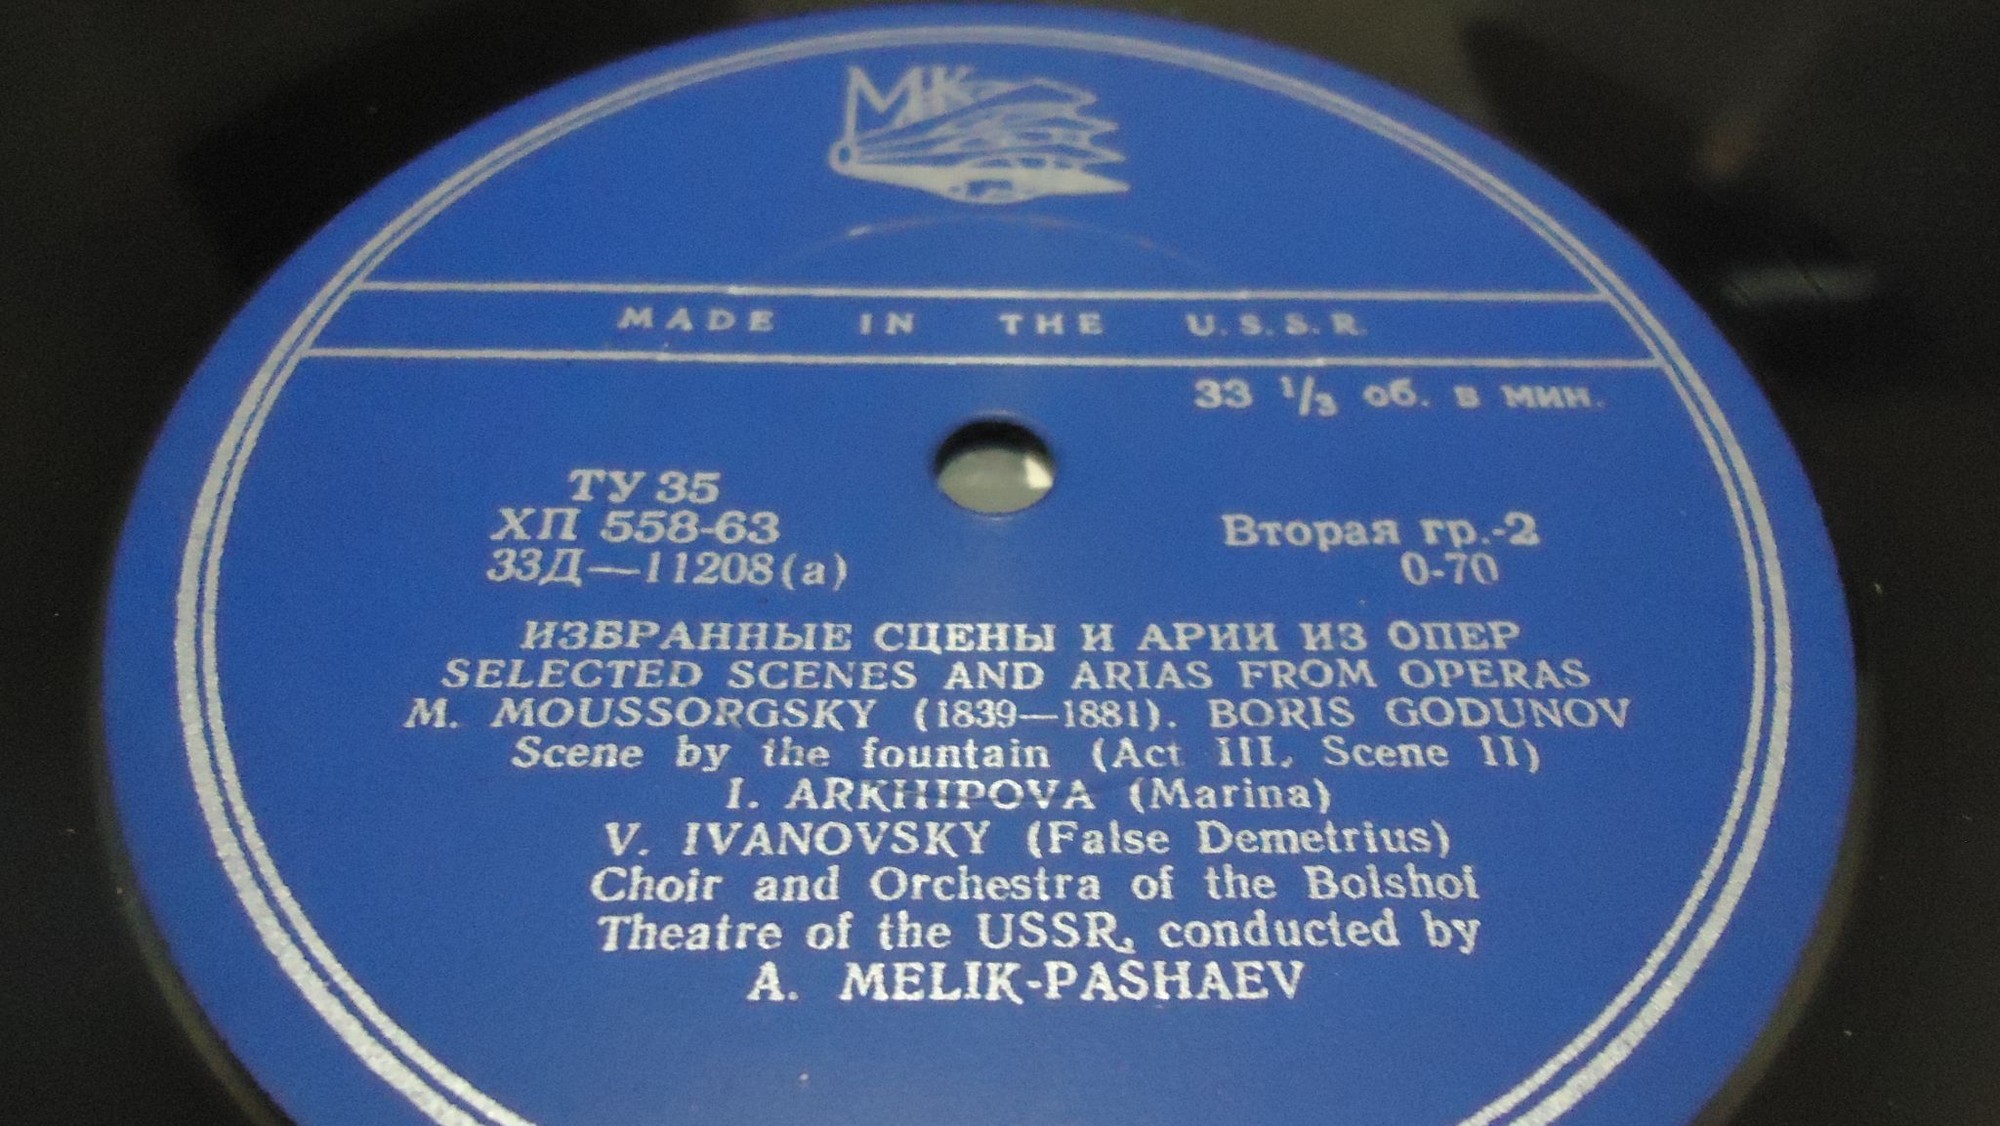 МК
MADE IN THE U.S.S.R.
33 1/3 об. в мин.
ТУ 35
ХП 558-63
33Д—11208(a)
Вторая гр.-2
0-70
ИЗБРАННЫЕ СЦЕНЫ И АРИИ ИЗ ОПЕР
SELECTED SCENES AND ARIAS FROM OPERAS
M. MOUSSORGSKY (1839—1881). BORIS GODUNOV
Scene by the fountain (Act III, Scene II)
I. ARKHIPOVA (Marina)
V. IVANOVSKY (False Demetrius)
Choir and Orchestra of the Bolshoi
Theatre of the USSR, conducted by
A. MELIK-PASHAEV